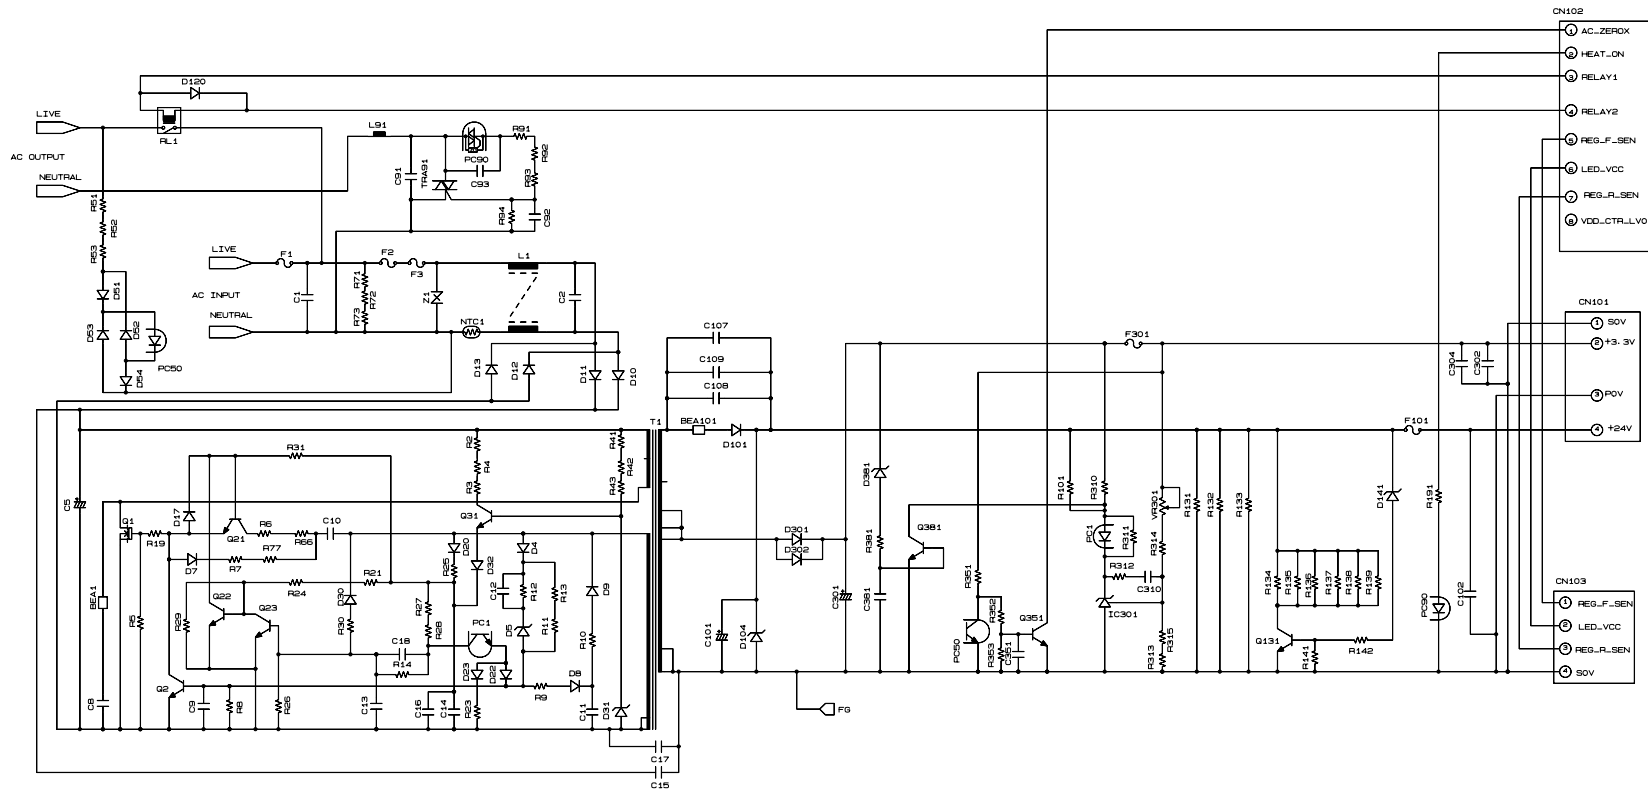 CN102
1 AC_ZEROX
2 HEAT_ON
3 RELAY1
4 RELAY2
5 REG_F_SEN
6 LED_VCC
7 REG_R_SEN
8 VDD_CTR_LVO
D120
LIVE
RL1
AC OUTPUT
NEUTRAL
L91
R91
PC90
R92
C91
TRA91
C93
R93
R94
C92
R51
R52
R53
LIVE
F1
F2
F3
L1
R71
R72
R73
C1
Z1
C2
AC INPUT
NEUTRAL
NTC1
D51
D53
D52
PC50
D54
D13
D12
D11
D10
C107
C109
C108
F301
CN101
1 SOV
2 +3.3V
3 POV
4 +24V
C304
C302
T1
BEA101
D101
F101
R31
R2
R4
R3
R41
R42
R43
C5
Q1
D17
R19
Q21
R6
R66
C10
Q31
D7
R7
R77
D20
R25
D32
D4
C12
R12
R13
D9
BEA1
R5
R29
Q22
Q23
R24
R21
D30
R30
R27
R28
PC1
D5
R11
R10
C18
R14
D23
D22
D8
R9
Q2
C8
C9
R8
R26
C13
C16
C14
R23
C11
D31
C17
C15
D301
D302
C301
C101
D104
FG
D381
R381
C381
Q381
R351
R352
PC50
R353
C351
Q351
R101
R310
PC1
R311
R312
C310
IC301
VR301
R314
R315
R313
R131
R132
R133
R134
R135
R136
R137
R138
R139
Q131
R141
R142
D141
R191
PC90
C102
CN103
1 REG_F_SEN
2 LED_VCC
3 REG_R_SEN
4 SOV